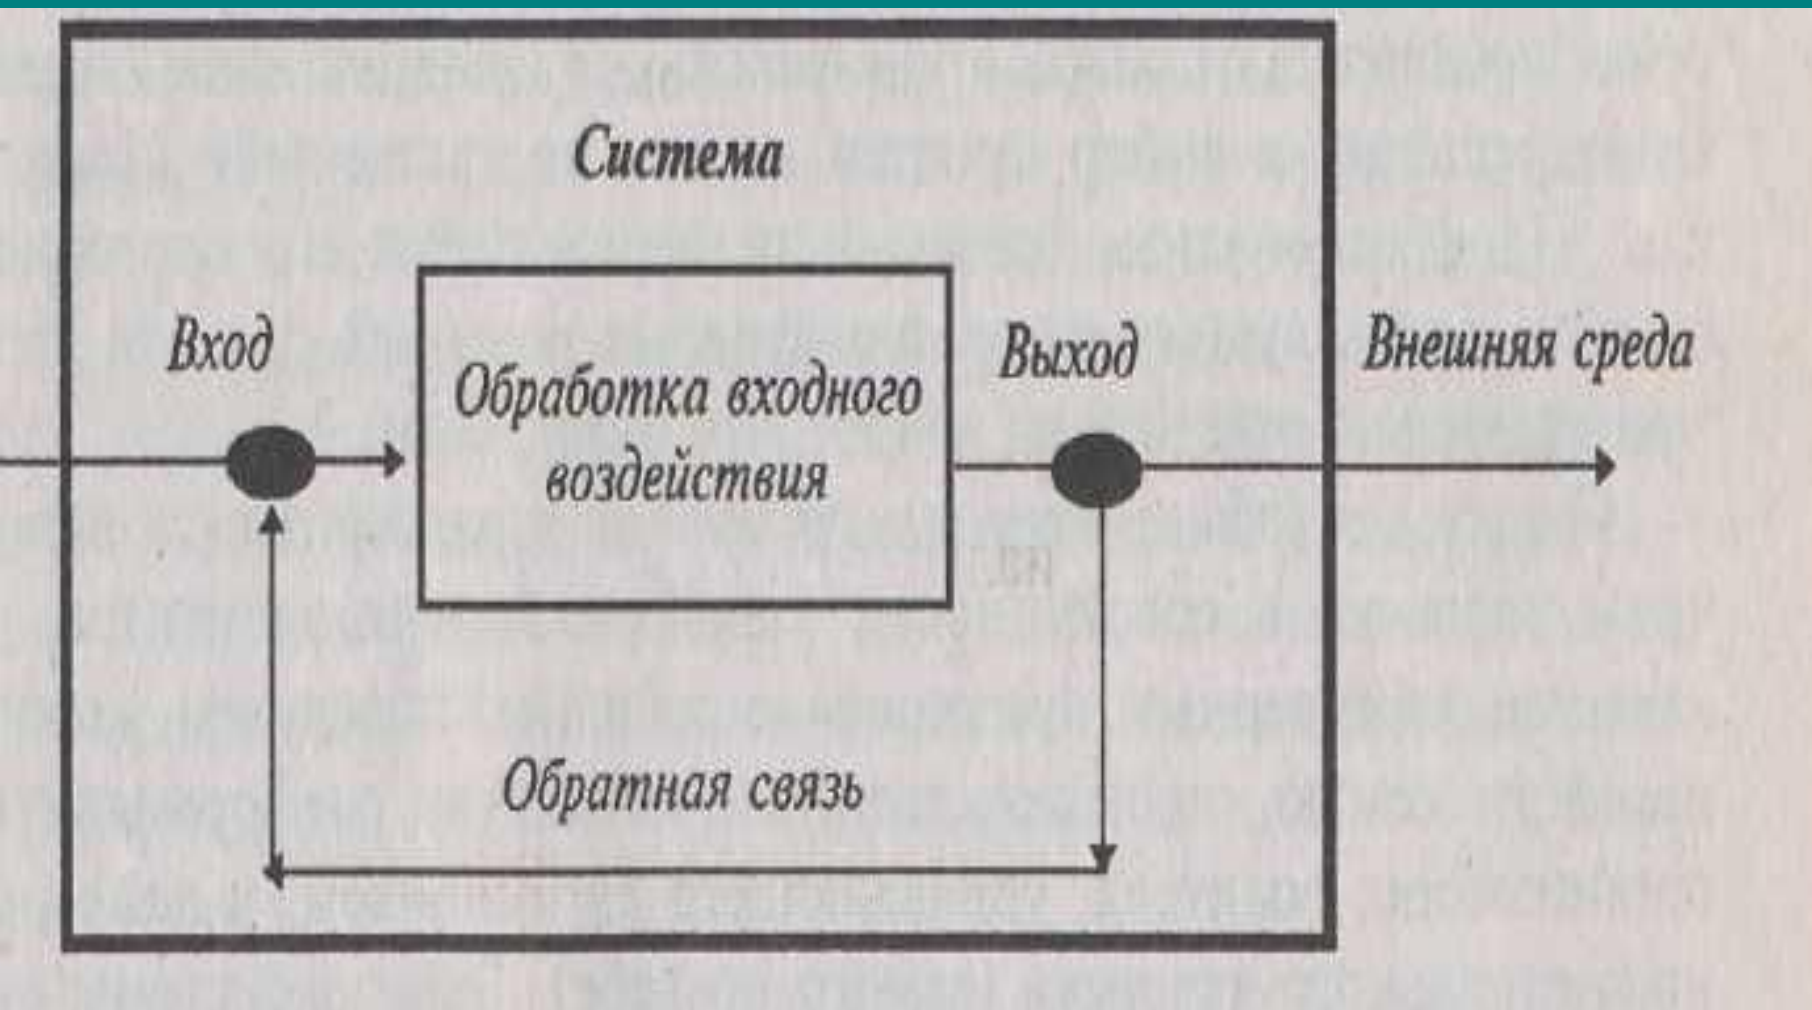 Система
Вход
Обработка входного
воздействия
Выход
Внешняя среда
Обратная связь